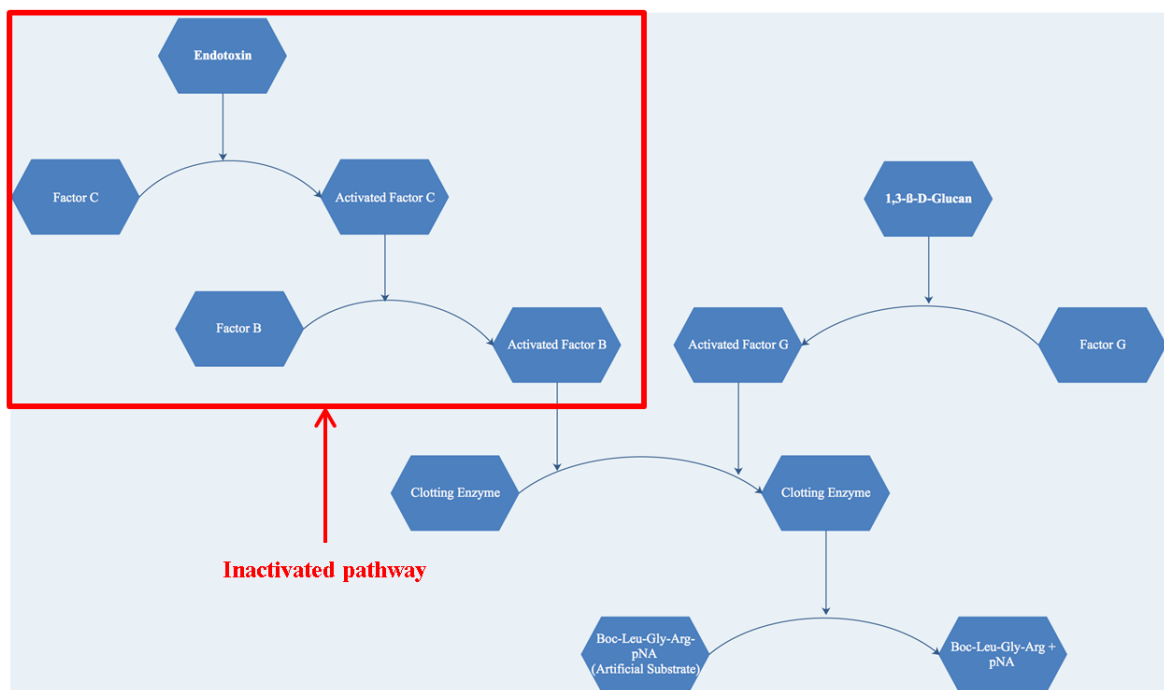 Endotoxin
Factor C
Activated Factor C
1,3-ß-D-Glucan
Factor B
Activated Factor B
Activated Factor G
Factor G
Clotting Enzyme
Clotting Enzyme
Inactivated pathway
Boc-Leu-Gly-Arg-
pNA
(Artificial Substrate)
Boc-Leu-Gly-Arg +
pNA